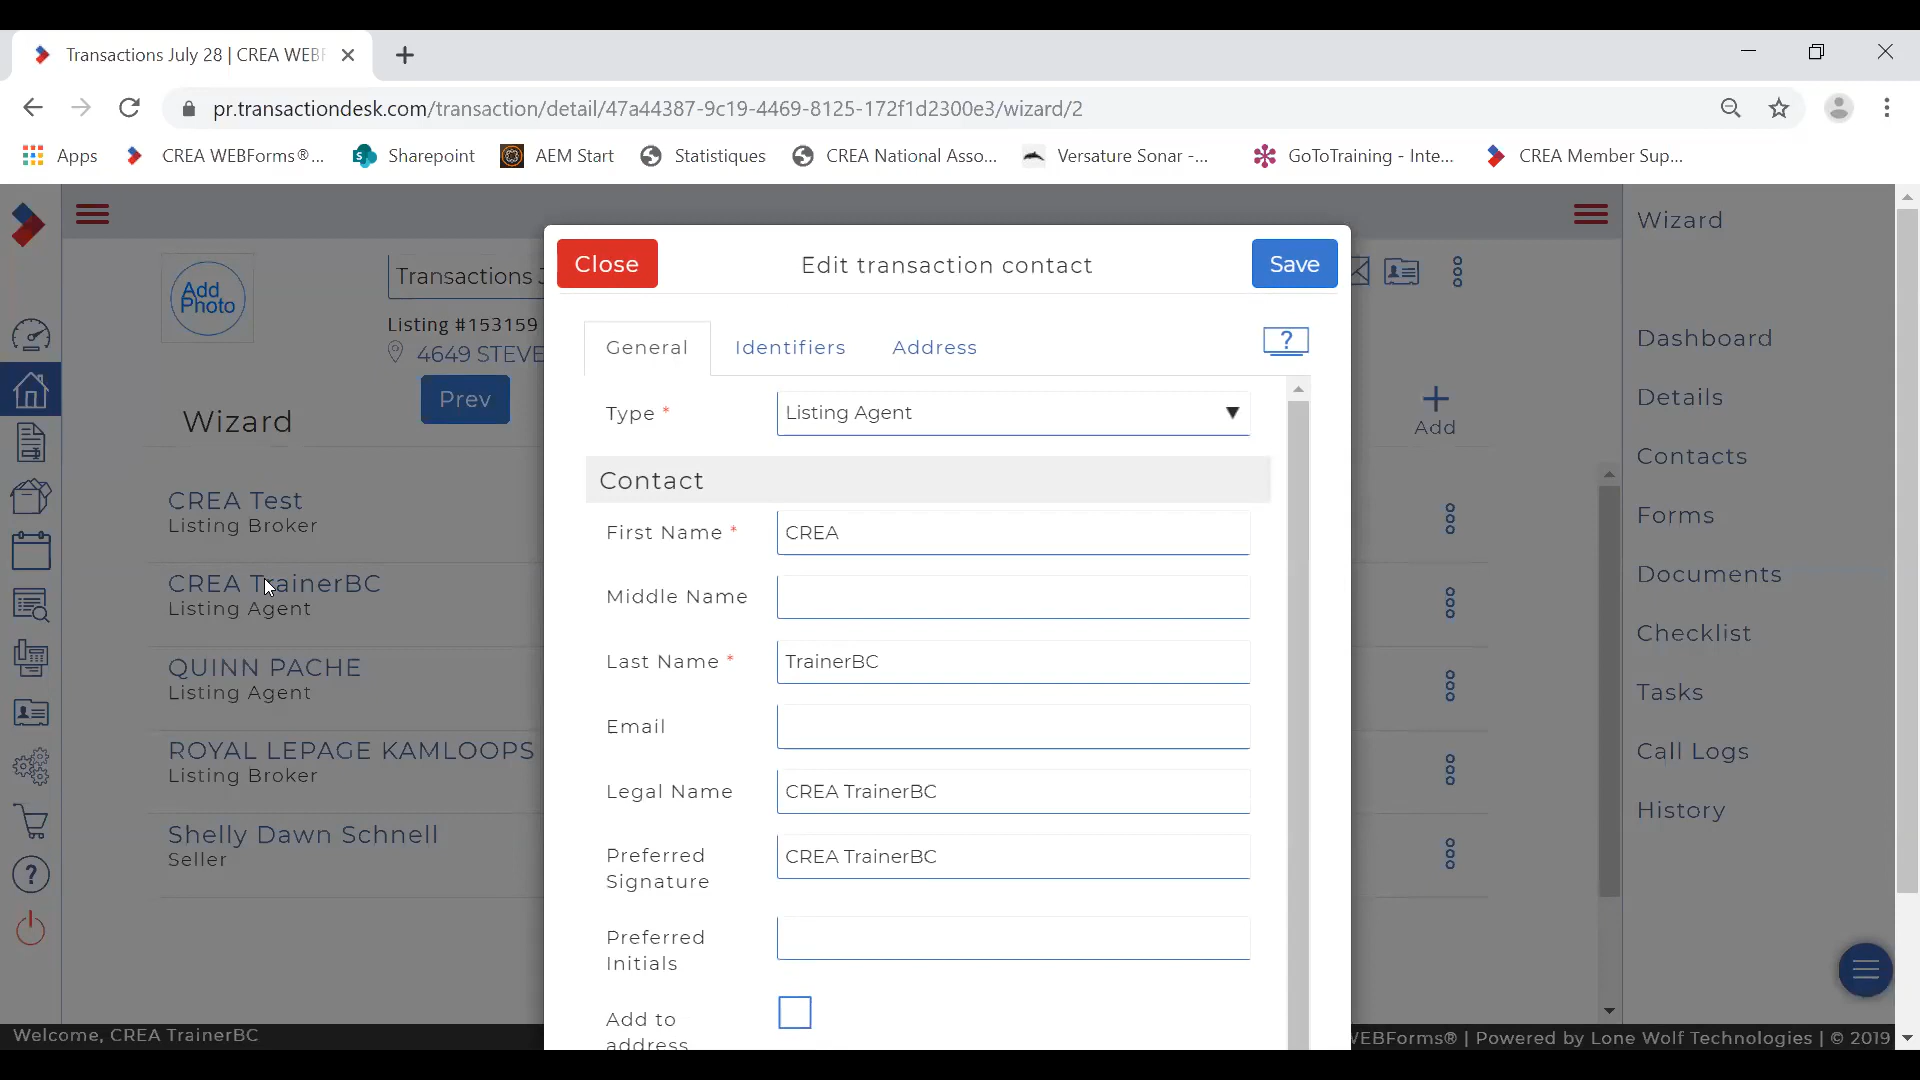 Transactions July 28 | CREA WEBF
pr.transactiondesk.com/transaction/detail/47a44387-9c19-4469-8125-172f1d2300e3/wizard/2
Apps
CREA WEBForms®...
Sharepoint
AEM Start
Statistiques
CREA National Asso...
Versature Sonar -...
GoToTraining - Inte...
CREA Member Sup...
Add
Photo
Transactions J
Listing #153159
4649 STEVE
Prev
Wizard
CREA Test
Listing Broker
CREA TrainerBC
Listing Agent
QUINN PACHE
Listing Agent
ROYAL LEPAGE KAMLOOPS
Listing Broker
Shelly Dawn Schnell
Seller
Close
Edit transaction contact
Save
General
Identifiers
Address
?
Type *
Listing Agent
Contact
First Name *
CREA
Middle Name
Last Name *
TrainerBC
Email
Legal Name
CREA TrainerBC
Preferred
Signature
CREA TrainerBC
Preferred
Initials
Add to
address
Add
Wizard
Dashboard
Details
Contacts
Forms
Documents
Checklist
Tasks
Call Logs
History
?
Welcome, CREA TrainerBC
WEBForms® | Powered by Lone Wolf Technologies | © 2019